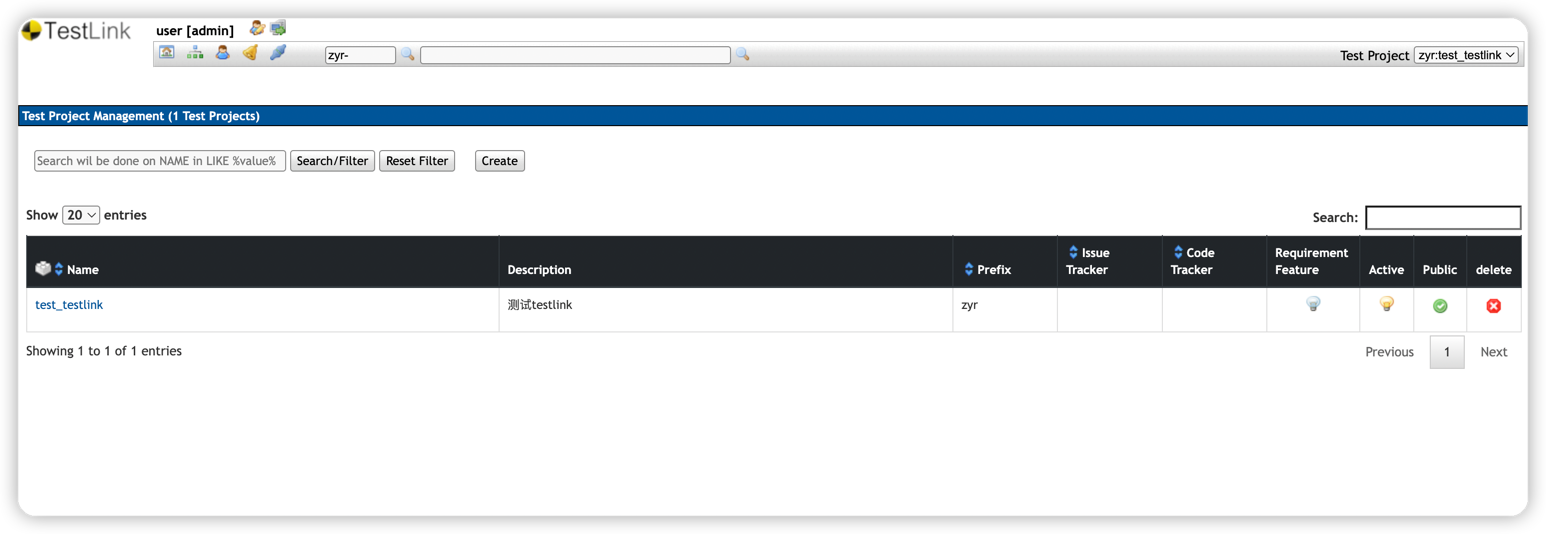 TestLink
user [admin]
zyr-
Test Project zyr:test_testlink
Test Project Management (1 Test Projects)
Search wil be done on NAME in LIKE %value% Search/Filter Reset Filter Create
Show 20 entries
Search:
Name Description Prefix Issue Tracker Code Tracker Requirement Feature Active Public delete
test_testlink 测试testlink zyr
Showing 1 to 1 of 1 entries
Previous 1 Next